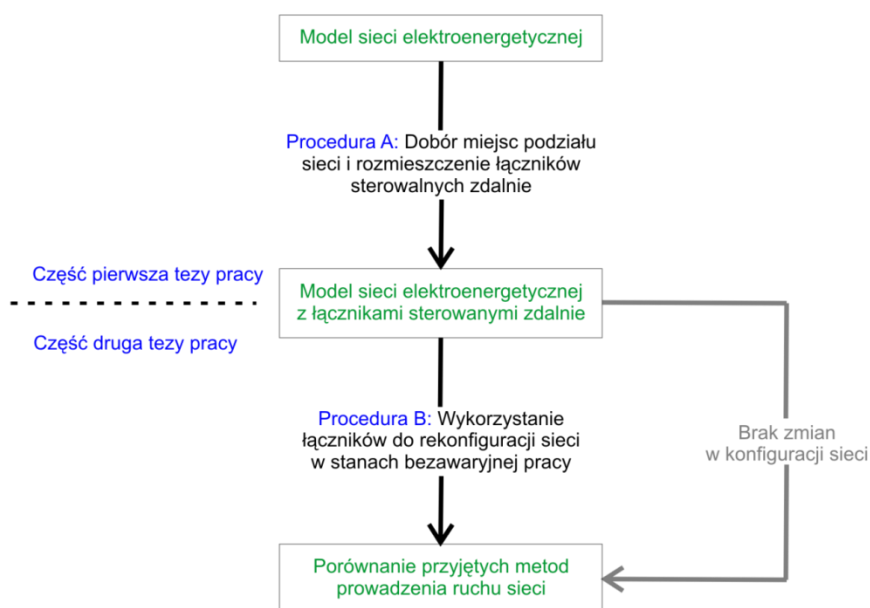 Model sieci elektroenergetycznej
Procedura A: Dobór miejsc podziału
sieci i rozmieszczenie łączników
sterowalnych zdalnie
Część pierwsza tezy pracy
Model sieci elektroenergetycznej
z łącznikami sterowanymi zdalnie
Część druga tezy pracy
Procedura B: Wykorzystanie
łączników do rekonfiguracji sieci
w stanach bezawaryjnej pracy
Brak zmian
w konfiguracji sieci
Porównanie przyjętych metod
prowadzenia ruchu sieci